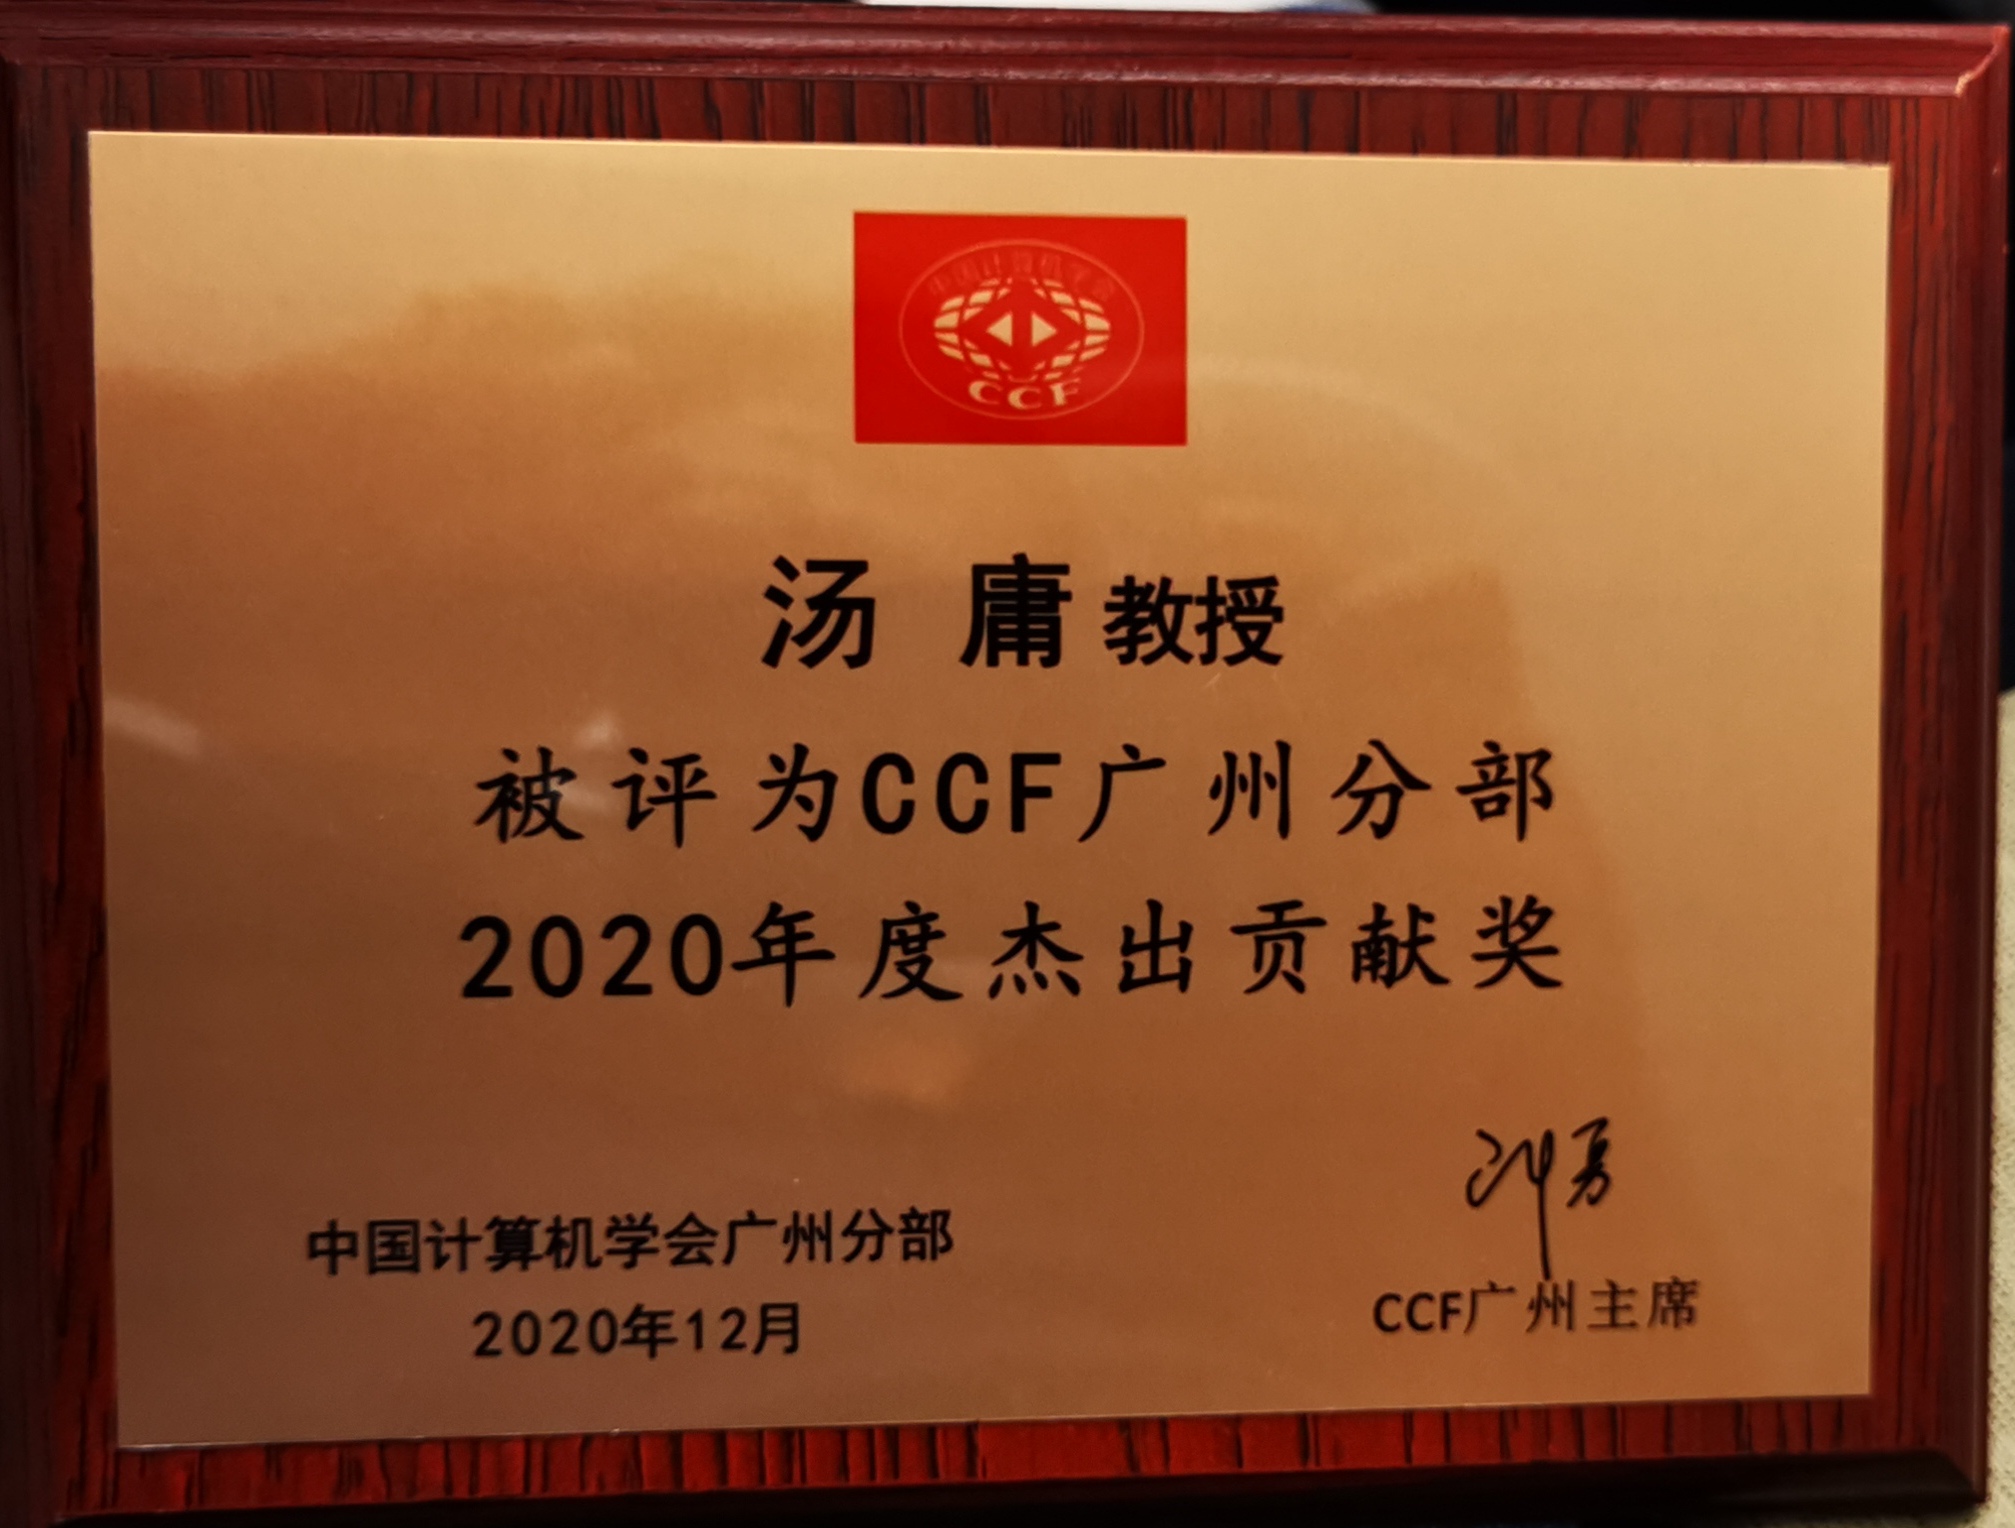 中国计算机学会
CCF
汤 庸 教授
被评为CCF广州分部
2020年度杰出贡献奖
中国计算机学会广州分部
2020年12月
CCF广州主席